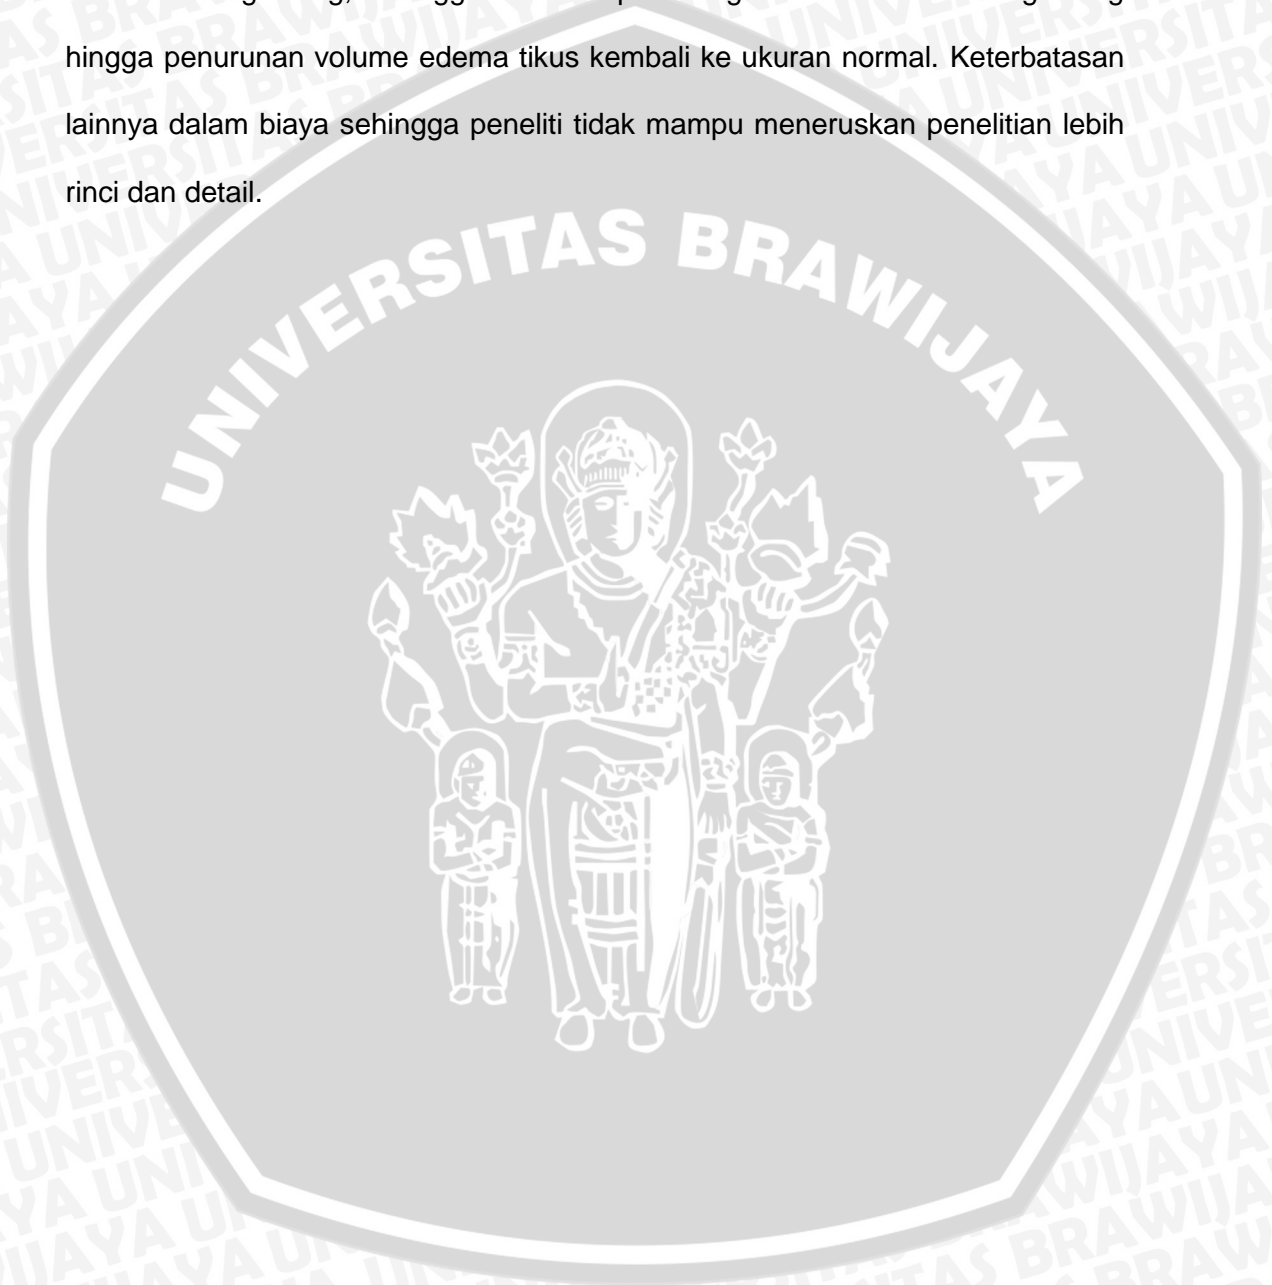 hingga penurunan volume edema tikus kembali ke ukuran normal. Keterbatasan
lainnya dalam biaya sehingga peneliti tidak mampu meneruskan penelitian lebih
rinci dan detail.
UNIVERSITAS BRAWIJAYA